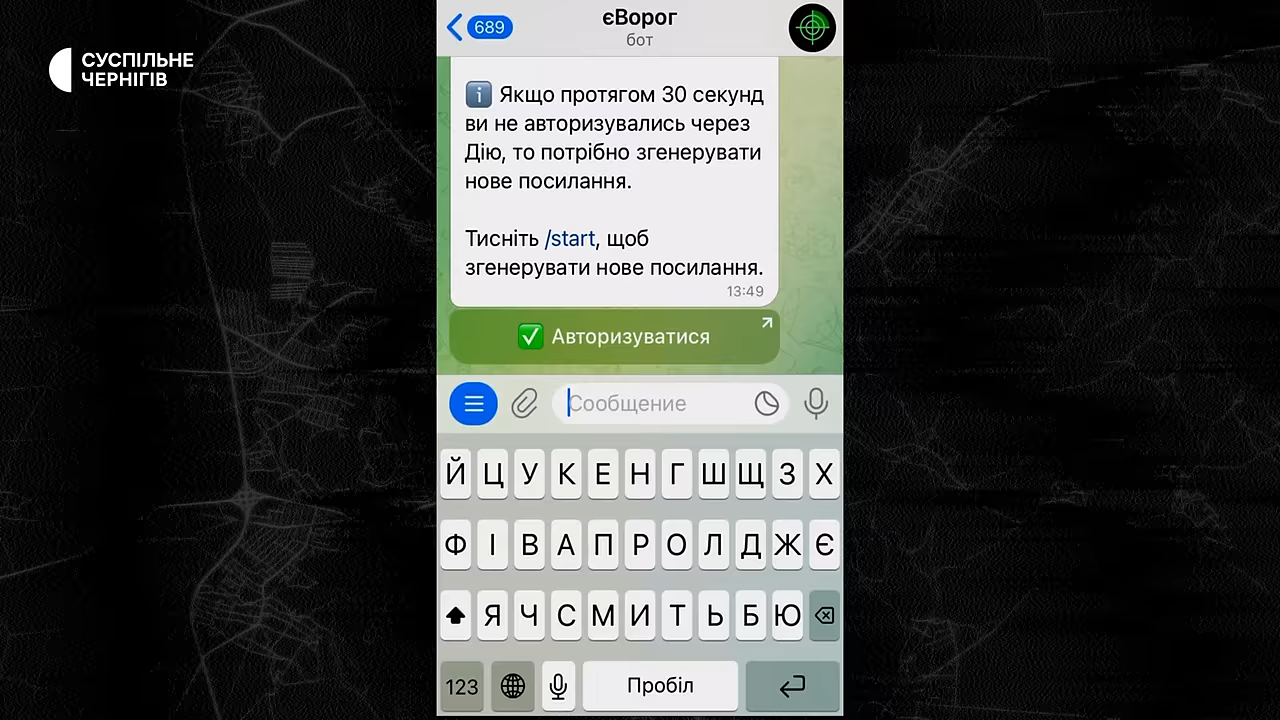 СУСПІЛЬНЕ
ЧЕРНІГІВ
689
єВорог
бот
ℹ️ Якщо протягом 30 секунд
ви не авторизувались через
Дію, то потрібно згенерувати
нове посилання.
Тисніть /start, щоб
згенерувати нове посилання.
13:49
✅ Авторизуватися
Сообщение
Й Ц У К Е Н Г Ш Щ З Х
Ф І В А П Р О Л Д Ж Є
Я Ч С М И Т Ь Б Ю
123 Пробіл